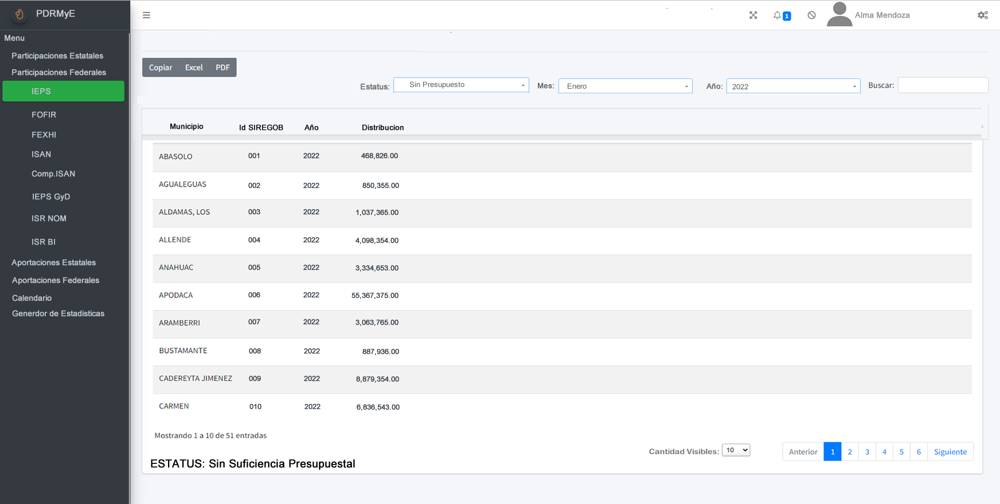 PDRMyE
1
Alma Mendoza
Menu
Participaciones Estatales
Participaciones Federales
IEPS
FOFIR
FEXHI
ISAN
Comp.ISAN
IEPS GyD
ISR NOM
ISR BI
Aportaciones Estatales
Aportaciones Federales
Calendario
Generdor de Estadisticas
Copiar Excel PDF
Estatus: Sin Presupuesto Mes: Enero Año: 2022 Buscar:
Municipio Id SIREGOB Año Distribucion
ABASOLO 001 2022 468,826.00
AGUALEGUAS 002 2022 850,355.00
ALDAMAS, LOS 003 2022 1,037,365.00
ALLENDE 004 2022 4,098,354.00
ANAHUAC 005 2022 3,334,653.00
APODACA 006 2022 55,367,375.00
ARAMBERRI 007 2022 3,063,765.00
BUSTAMANTE 008 2022 887,936.00
CADEREYTA JIMENEZ 009 2022 8,879,354.00
CARMEN 010 2022 6,836,543.00
Mostrando 1 a 10 de 51 entradas
Cantidad Visibles: 10 Anterior 1 2 3 4 5 6 Siguiente
ESTATUS: Sin Suficiencia Presupuestal